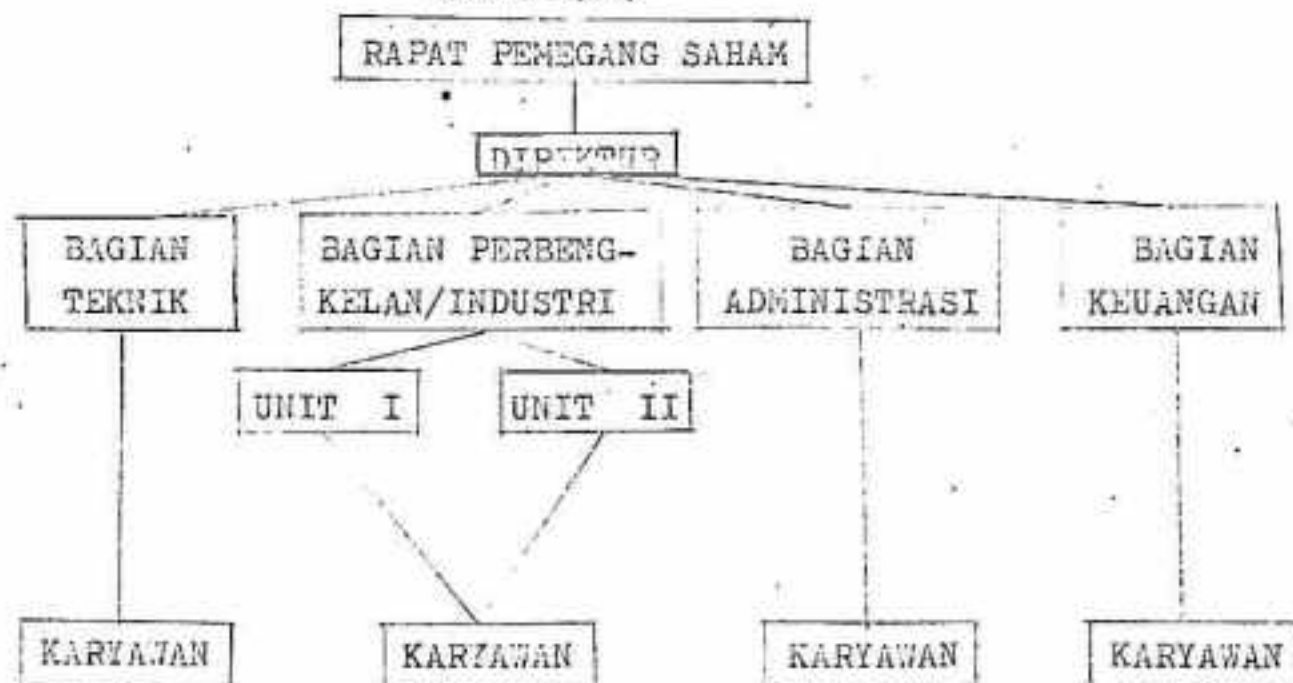 RAPAT PEMEGANG SAHAM
DIREKTUR
BAGIAN
TEKNIK
BAGIAN PERBENG-
KELAN/INDUSTRI
BAGIAN
ADMINISTRASI
BAGIAN
KEUANGAN
UNIT I
UNIT II
KARYAWAN
KARYAWAN
KARYAWAN
KARYAWAN